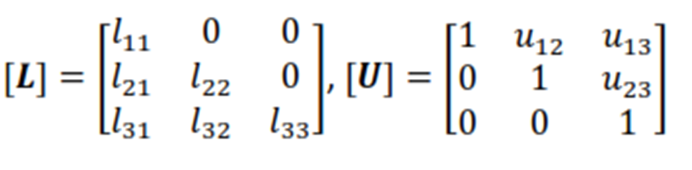 [L] = [l₁₁ 0 0; l₂₁ l₂₂ 0; l₃₁ l₃₂ l₃₃], [U] = [1 u₁₂ u₁₃; 0 1 u₂₃; 0 0 1]